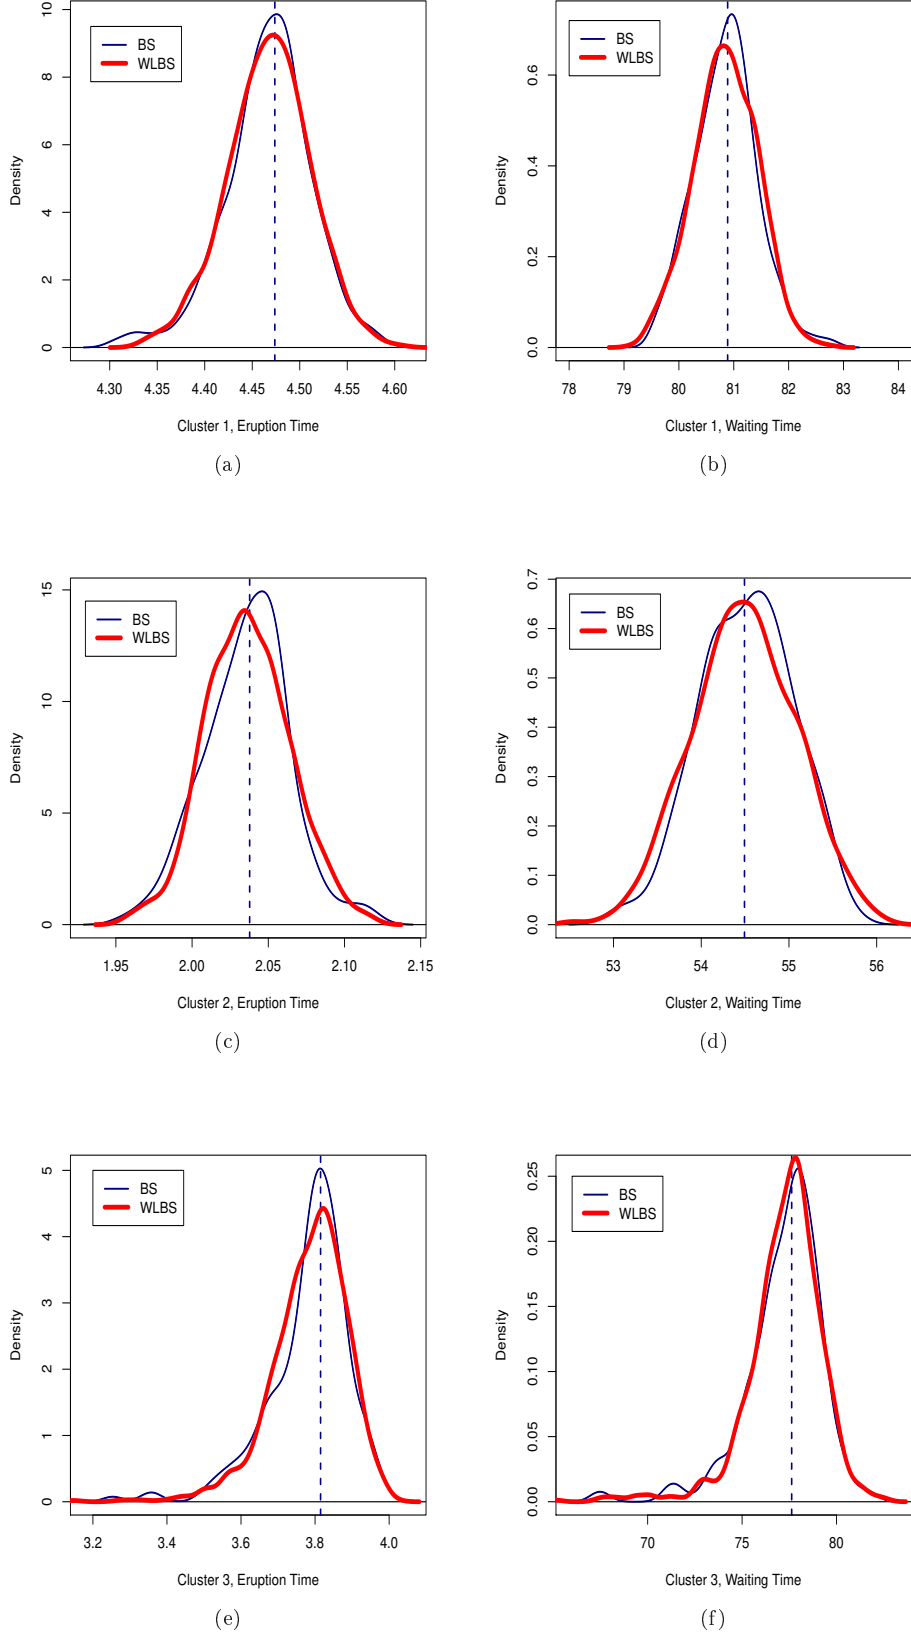 10
8
6
4
2
0
Density
BS
WLBS
4.30 4.35 4.40 4.45 4.50 4.55 4.60
Cluster 1, Eruption Time
(a)
0.6
0.4
0.2
0.0
Density
BS
WLBS
78 79 80 81 82 83 84
Cluster 1, Waiting Time
(b)
15
10
5
0
Density
BS
WLBS
1.95 2.00 2.05 2.10 2.15
Cluster 2, Eruption Time
(c)
0.7
0.6
0.5
0.4
0.3
0.2
0.1
0.0
Density
BS
WLBS
53 54 55 56
Cluster 2, Waiting Time
(d)
5
4
3
2
1
0
Density
BS
WLBS
3.2 3.4 3.6 3.8 4.0
Cluster 3, Eruption Time
(e)
0.25
0.20
0.15
0.10
0.05
0.00
Density
BS
WLBS
70 75 80
Cluster 3, Waiting Time
(f)